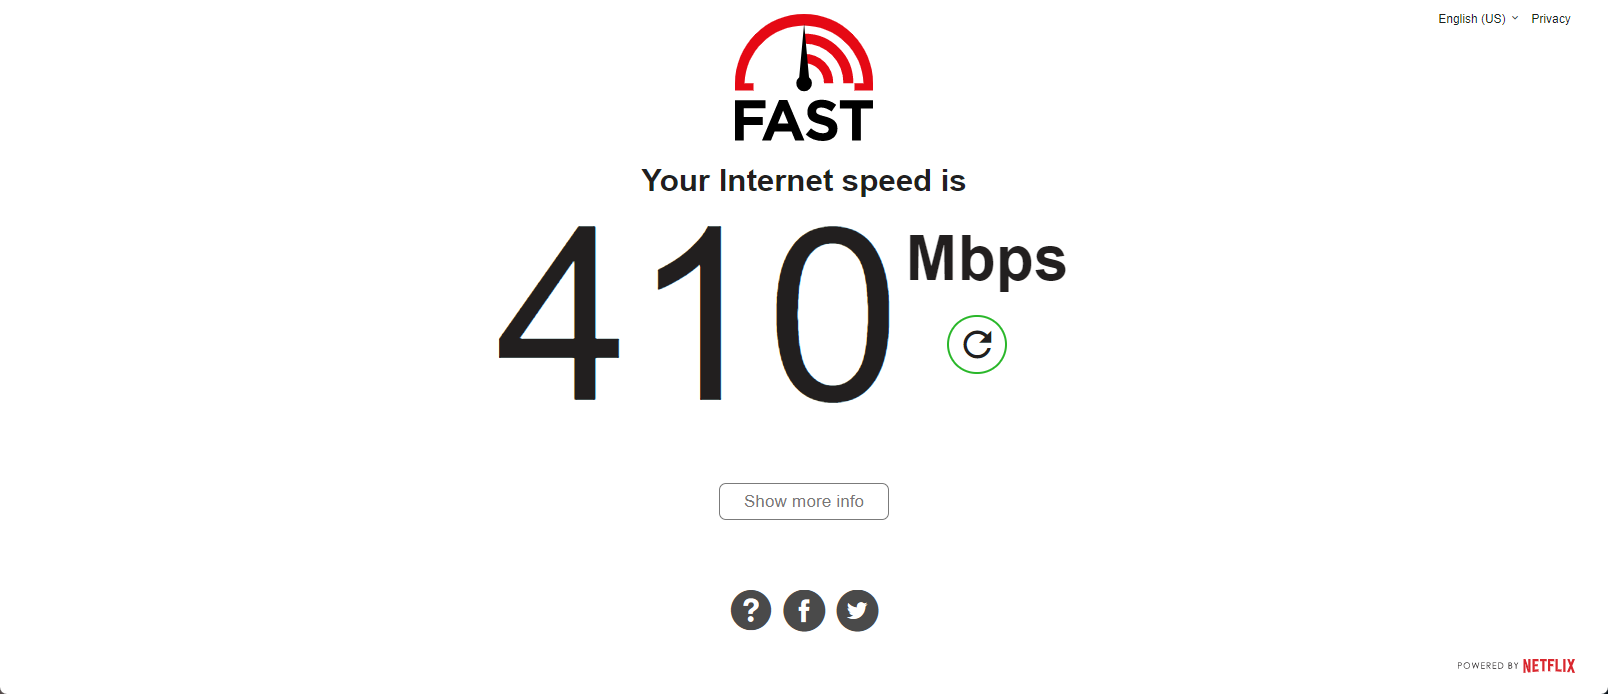 English (US) Privacy
FAST
Your Internet speed is
410 Mbps
Show more info
?
POWERED BY NETFLIX